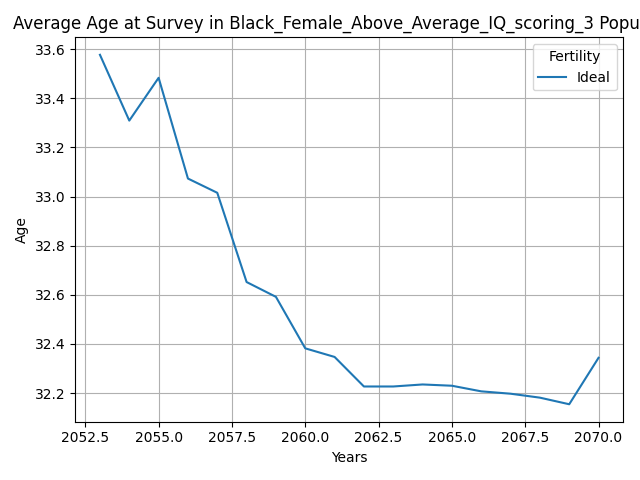 Average Age at Survey in Black_Female_Above_Average_IQ_scoring_3 Popu
33.6
33.4
33.2
33.0
32.8
32.6
32.4
32.2
Age
Fertility
Ideal
2052.5 2055.0 2057.5 2060.0 2062.5 2065.0 2067.5 2070.0
Years